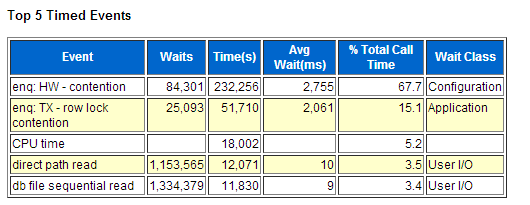 Top 5 Timed Events
Event Waits Time(s) Avg Wait(ms) % Total Call Time Wait Class
enq: HW - contention 84,301 232,256 2,755 67.7 Configuration
enq: TX - row lock contention 25,093 51,710 2,061 15.1 Application
CPU time 18,002 5.2
direct path read 1,153,565 12,071 10 3.5 User I/O
db file sequential read 1,334,379 11,830 9 3.4 User I/O